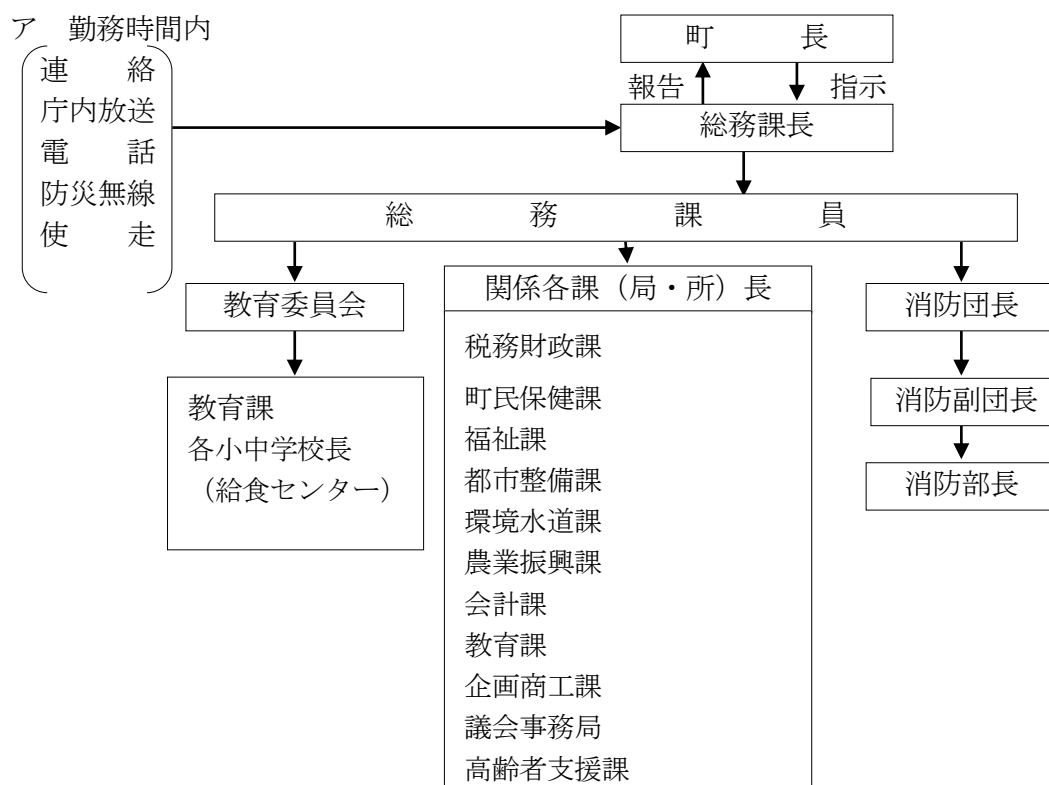 ア 勤務時間内
連 絡
庁内放送
電 話
防災無線
使 走
町 長
報告 指示
総務課長
総 務 課 員
教育委員会
教育課
各小中学校長
（給食センター）
関係各課（局・所）長
税務財政課
町民保健課
福祉課
都市整備課
環境水道課
農業振興課
会計課
教育課
企画商工課
議会事務局
高齢者支援課
消防団長
消防副団長
消防部長